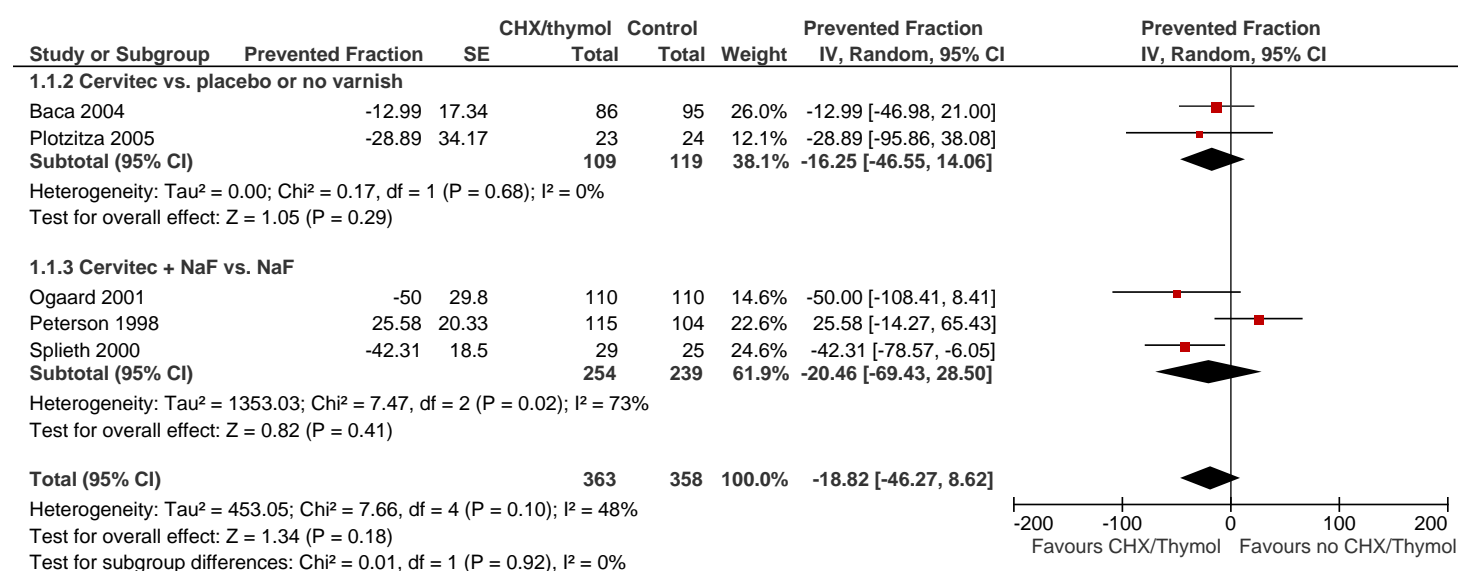 CHX/thymol Control Prevented Fraction Prevented Fraction
Study or Subgroup Prevented Fraction SE Total Total Weight IV, Random, 95% CI IV, Random, 95% CI
1.1.2 Cervitec vs. placebo or no varnish
Baca 2004 -12.99 17.34 86 95 26.0% -12.99 [-46.98, 21.00]
Plotzitza 2005 -28.89 34.17 23 24 12.1% -28.89 [-95.86, 38.08]
Subtotal (95% CI) 109 119 38.1% -16.25 [-46.55, 14.06]
Heterogeneity: Tau² = 0.00; Chi² = 0.17, df = 1 (P = 0.68); I² = 0%
Test for overall effect: Z = 1.05 (P = 0.29)
1.1.3 Cervitec + NaF vs. NaF
Ogaard 2001 -50 29.8 110 110 14.6% -50.00 [-108.41, 8.41]
Peterson 1998 25.58 20.33 115 104 22.6% 25.58 [-14.27, 65.43]
Splieth 2000 -42.31 18.5 29 25 24.6% -42.31 [-78.57, -6.05]
Subtotal (95% CI) 254 239 61.9% -20.46 [-69.43, 28.50]
Heterogeneity: Tau² = 1353.03; Chi² = 7.47, df = 2 (P = 0.02); I² = 73%
Test for overall effect: Z = 0.82 (P = 0.41)
Total (95% CI) 363 358 100.0% -18.82 [-46.27, 8.62]
Heterogeneity: Tau² = 453.05; Chi² = 7.66, df = 4 (P = 0.10); I² = 48%
Test for overall effect: Z = 1.34 (P = 0.18)
Test for subgroup differences: Chi² = 0.01, df = 1 (P = 0.92), I² = 0%
-200 -100 0 100 200
Favours CHX/Thymol Favours no CHX/Thymol